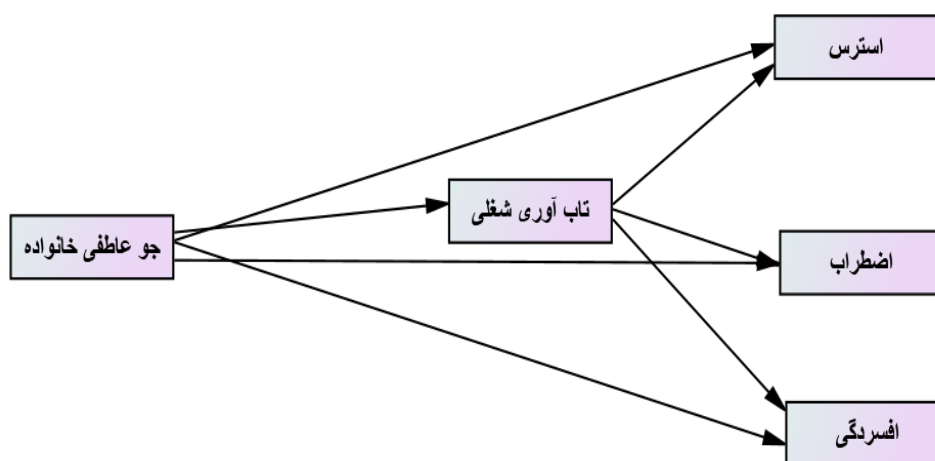 استرس
تاب آوری شغلی
جو عاطفی خانواده
اضطراب
افسردگی